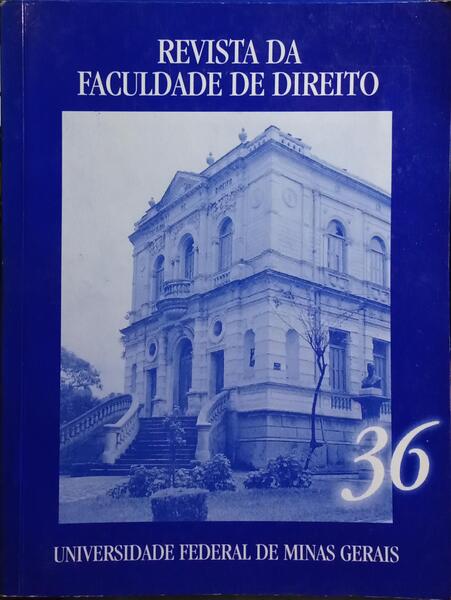 REVISTA DA
FACULDADE DE DIREITO
36
UNIVERSIDADE FEDERAL DE MINAS GERAIS